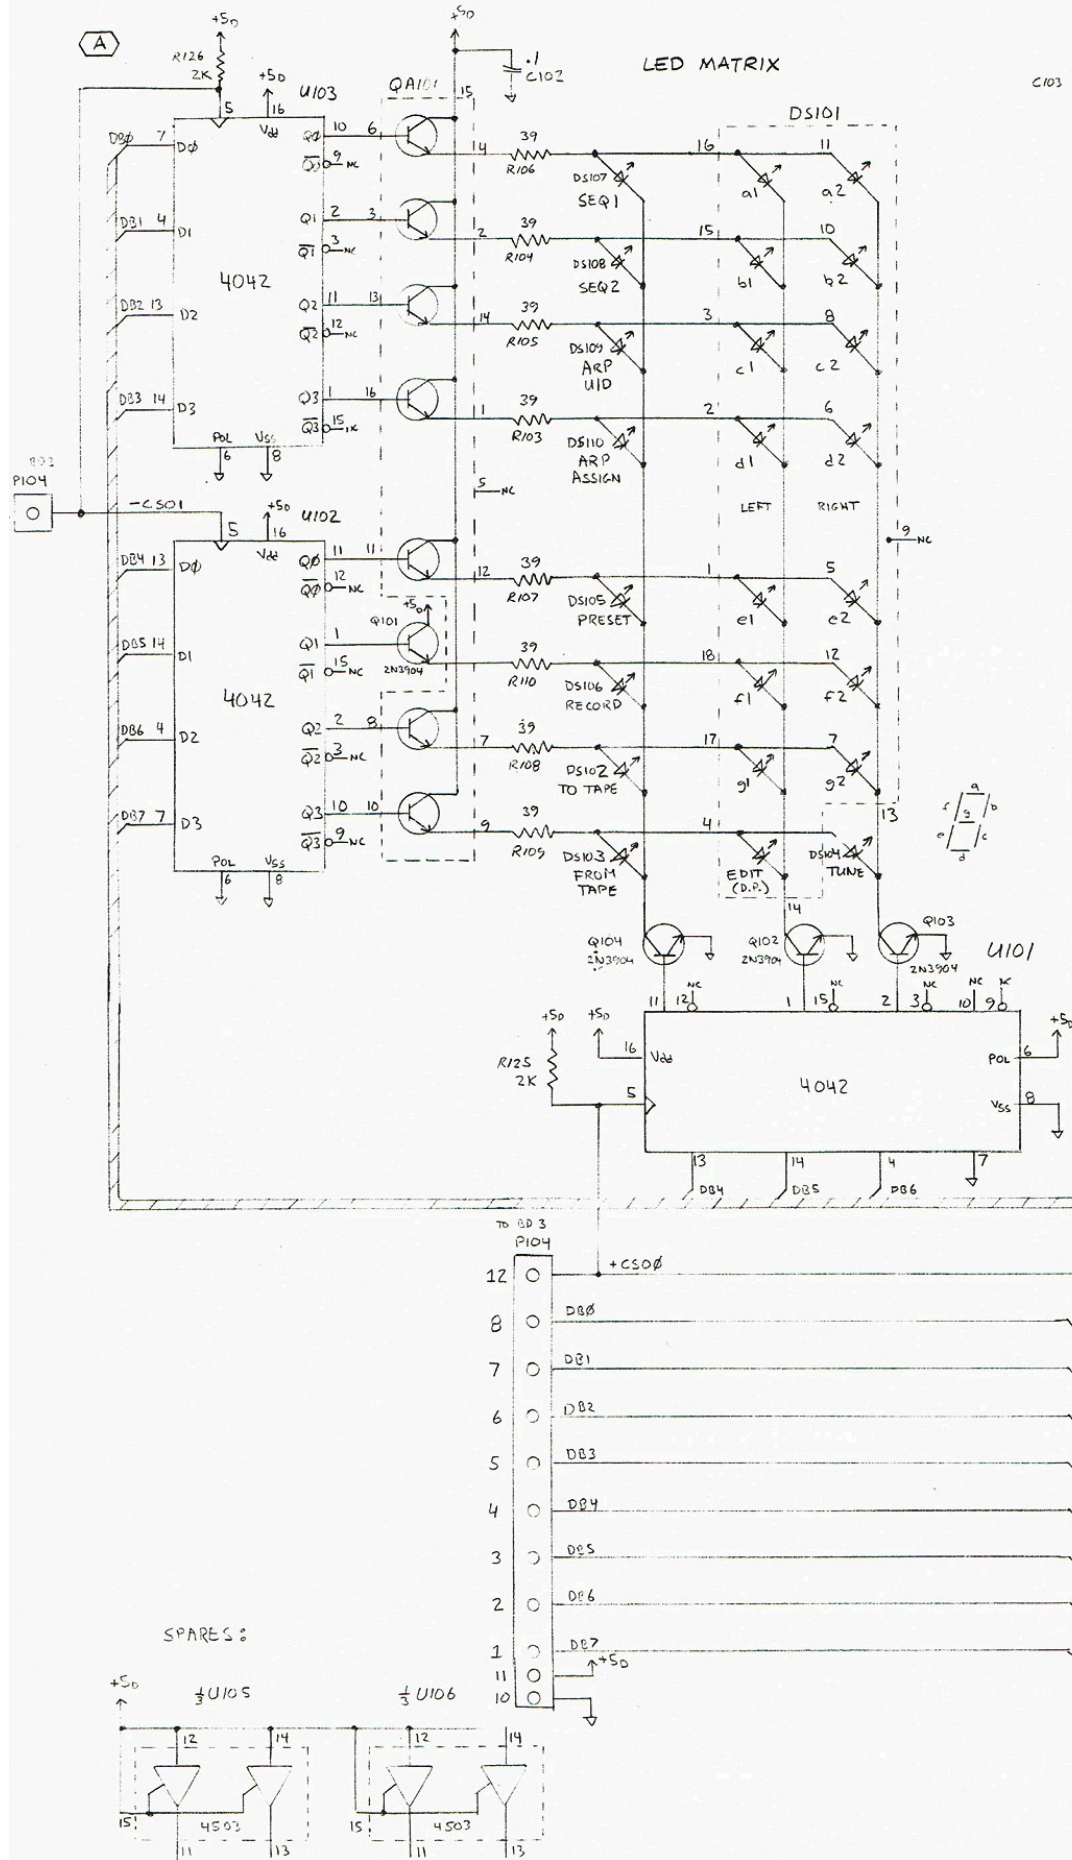 A
+5D
+5D
R126
2K
+5D
.1
C102
LED MATRIX
C103
U103
QA101
15
DS101
5
16
Vdd
DBØ 7
DØ
QØ
10
6
14
39
R106
16
11
DS107
SEQ1
a1
a2
QØ
9
NC
DB1 4
D1
Q1
2
3
2
39
R104
15
10
DS108
SEQ2
b1
b2
Q1
3
NC
4042
DB2 13
D2
Q2
11
13
14
39
R105
3
8
DS109
ARP
U/D
c1
c2
Q2
12
NC
DB3 14
D3
Q3
1
16
1
39
R103
2
6
DS110
ARP
ASSIGN
d1
d2
Q3
15
POL
VSS
6
8
BD3
P104
5
NC
LEFT
RIGHT
-CS01
+5D
U102
9
NC
5
16
Vdd
DB4 13
DØ
QØ
11
11
12
39
R107
1
5
DS105
PRESET
e1
e2
QØ
12
NC
+5D
Q101
2N3904
DB5 14
D1
Q1
1
39
R110
18
12
DS106
RECORD
f1
f2
Q1
15
NC
4042
DB6 4
D2
Q2
2
8
7
39
R108
17
7
DS102
TO TAPE
g1
g2
Q2
3
NC
13
a
f
b
g
e
c
d
DB7 7
D3
Q3
10
10
9
39
R109
4
DS103
FROM
TAPE
EDIT
(D.P.)
DS104
TUNE
Q3
9
NC
POL
VSS
6
8
14
Q104
2N3904
Q102
2N3904
Q103
2N3904
U101
NC
NC
NC
NC
NC
11
12
1
15
2
3
10
9
+5D
+5D
+5D
R125
2K
16
Vdd
POL
6
5
4042
VSS
8
13
14
4
7
DB4
DB5
DB6
TO BD 3
P104
12
+CSOØ
8
DBØ
7
DB1
6
DB2
5
DB3
4
DB4
3
DB5
2
DB6
1
DB7
11
+5D
10
SPARES:
+5D
1/3 U105
1/3 U106
12
14
12
14
15
4503
15
4503
11
13
11
13